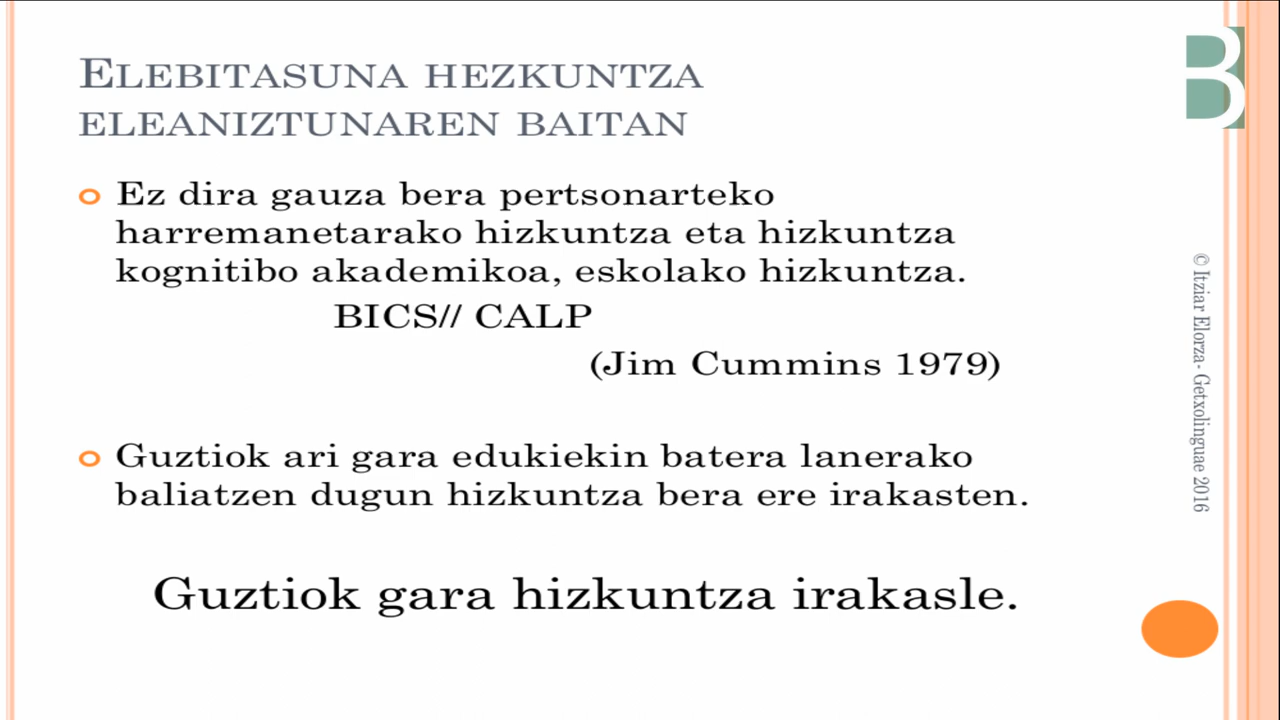 ELEBITASUNA HEZKUNTZA
ELEANIZTUNAREN BAITAN
B
Ez dira gauza bera pertsonarteko
harremanetarako hizkuntza eta hizkuntza
kognitibo akademikoa, eskolako hizkuntza.
BICS// CALP
(Jim Cummins 1979)
Guztiok ari gara edukiekin batera lanerako
baliatzen dugun hizkuntza bera ere irakasten.
Guztiok gara hizkuntza irakasle.
© Itziar Elorza- Getxolinguae 2016